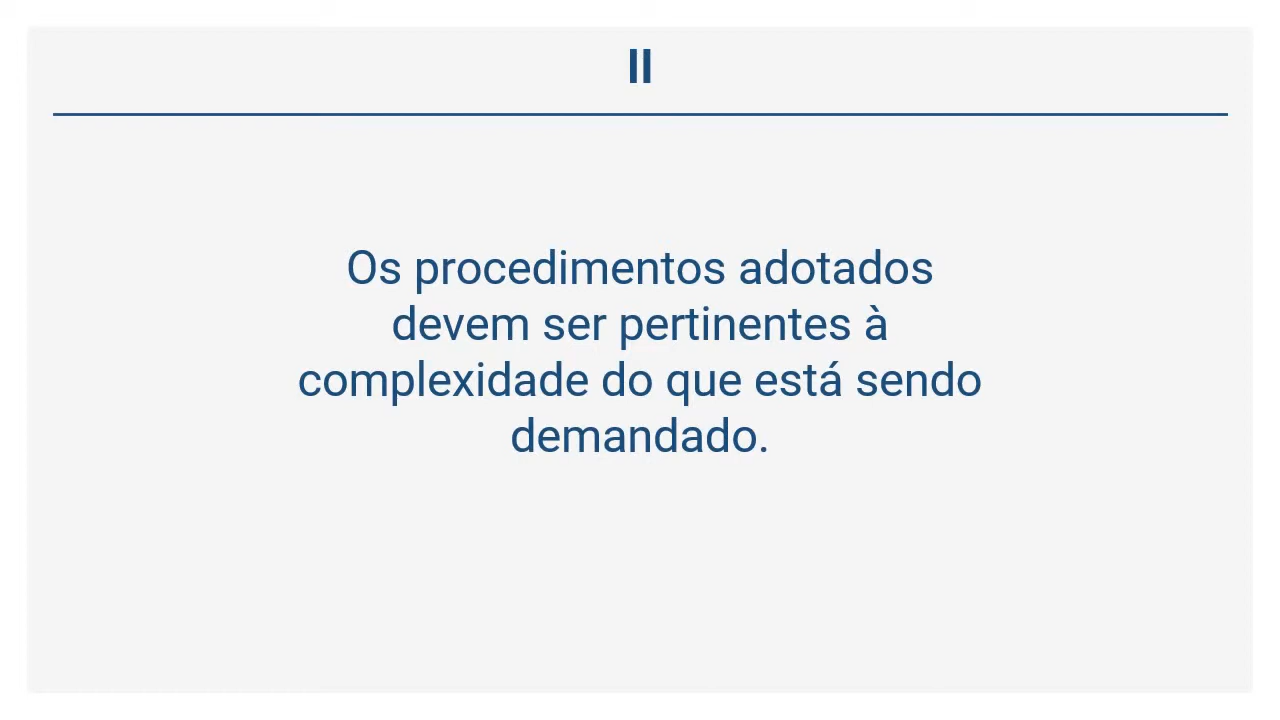 II
Os procedimentos adotados
devem ser pertinentes à
complexidade do que está sendo
demandado.